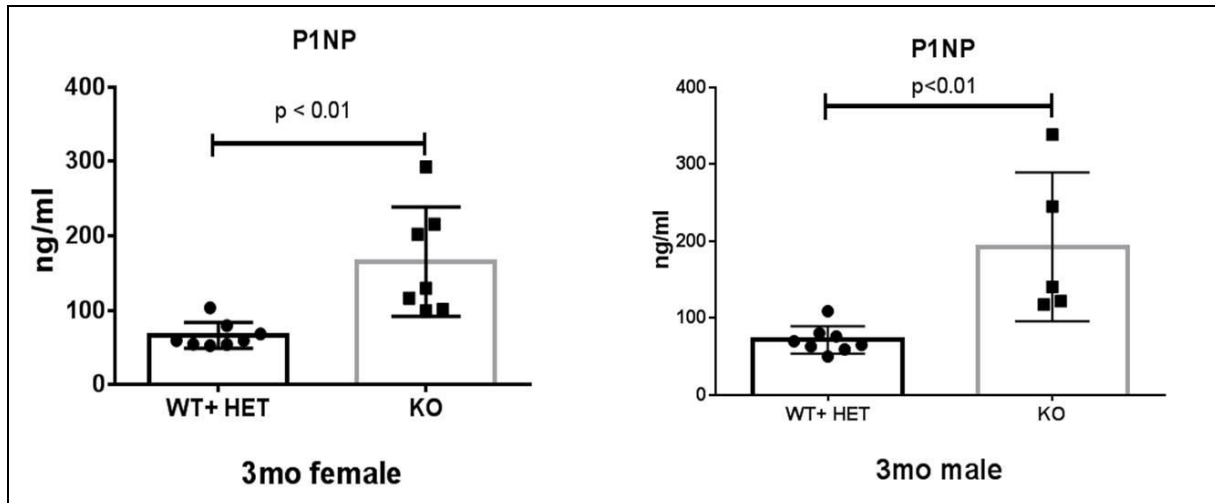 P1NP
400
300
200
100
0
ng/ml
p < 0.01
WT+ HET
KO
3mo female
P1NP
400
300
200
100
0
ng/ml
p<0.01
WT+ HET
KO
3mo male